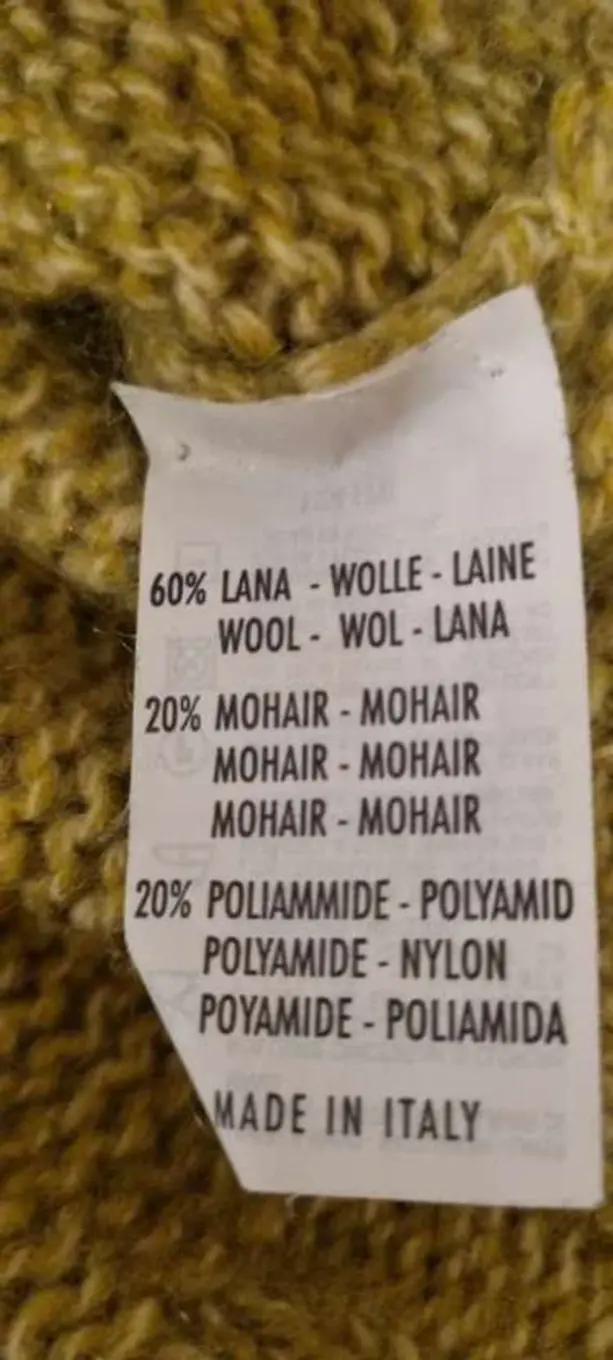 60% LANA - WOLLE - LAINE
WOOL - WOL - LANA
20% MOHAIR - MOHAIR
MOHAIR - MOHAIR
MOHAIR - MOHAIR
20% POLIAMMIDE - POLYAMID
POLYAMIDE - NYLON
POYAMIDE - POLIAMIDA
MADE IN ITALY